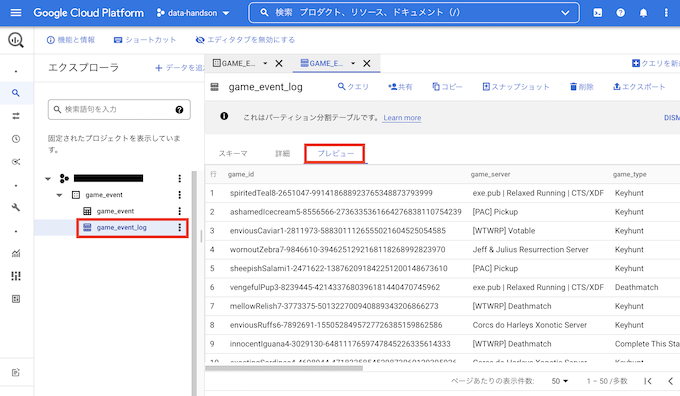 Google Cloud Platform
data-handson
検索 プロダクト、リソース、ドキュメント (/)
機能と情報
ショートカット
エディタタブを無効にする
エクスプローラ
+ データを追
GAME_E...
GAME_E...
クエリを新
検索語句を入力
固定されたプロジェクトを表示しています。
game_event
game_event
game_event_log
game_event_log
クエリ
共有
コピー
スナップショット
削除
エクスポート
これはパーティション分割テーブルです。 Learn more
DISM
スキーマ
詳細
プレビュー
行 game_id game_server game_type
1 spiritedTeal8-2651047-991418688923765348873793999 exe.pub | Relaxed Running | CTS/XDF Keyhunt
2 ashamedIcecream5-8556566-273633536166427683811075​4239 [PAC] Pickup Keyhunt
3 enviousCaviar1-2811973-5883011126555021604525054585 [WTWRP] Votable Keyhunt
4 wornoutZebra7-9846610-394625129216811826899282397​0 Jeff & Julius Resurrection Server Keyhunt
5 sheepishSalami1-2471622-138762091842251200148673610 [PAC] Pickup Keyhunt
6 vengefulPup3-8239445-421433768039618144047074596​2 exe.pub | Relaxed Running | CTS/XDF Deathmatch
7 mellowRelish7-3773375-501322700940889343206866273 [WTWRP] Deathmatch Keyhunt
8 enviousRuffs6-7892691-155052849572772638515986258​6 Corcs do Harleys Xonotic Server Keyhunt
9 innocentIguana4-3029130-648111765974784522633561​4333 [WTWRP] Deathmatch Complete This Sta
10
ページあたりの表示件数: 50 1 – 50 /多数